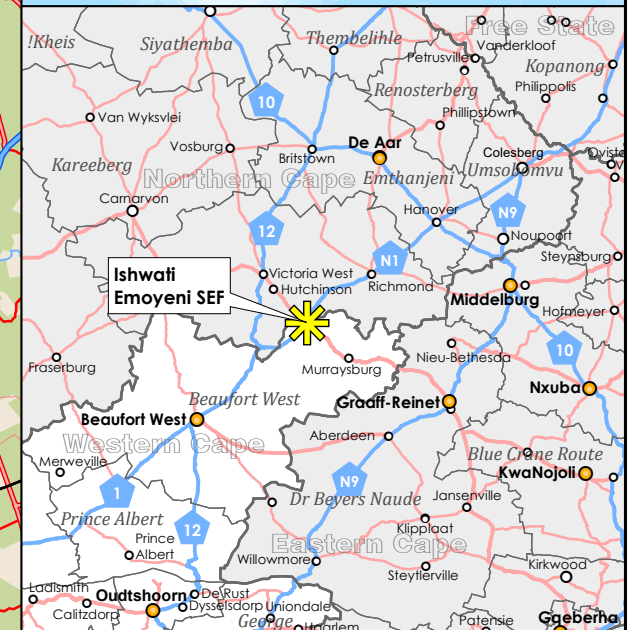 Free State
!Kheis
Siyathemba
Thembelihle
Vanderkloof
Petrusville
Kopanong
Renosterberg
Philippolis
10
Van Wyksvlei
Phillipstown
Vosburg
De Aar
Britstown
Colesberg
Kareeberg
Umsobomvu
Northern Cape
Emthanjeni
Carnarvon
Hanover
N9
12
Noupoort
N1
Steynsburg
Ishwati
Emoyeni SEF
Victoria West
Hutchinson
Richmond
Middelburg
Hofmeyer
10
Fraserburg
Nieu-Bethesda
Murraysburg
Nxuba
Beaufort West
Graaff-Reinet
Beaufort West
Aberdeen
Western Cape
Blue Crane Route
Merweville
KwaNojoli
N9
1
Dr Beyers Naude
Jansenville
Prince Albert
12
Klipplaat
Prince
Albert
Eastern Cape
Willowmore
Steytlerville
Kirkwood
Ladismith
Oudtshoorn
De Rust
Dysselsdorp
Uniondale
Calitzdorp
George
Patensie
Gqeberha